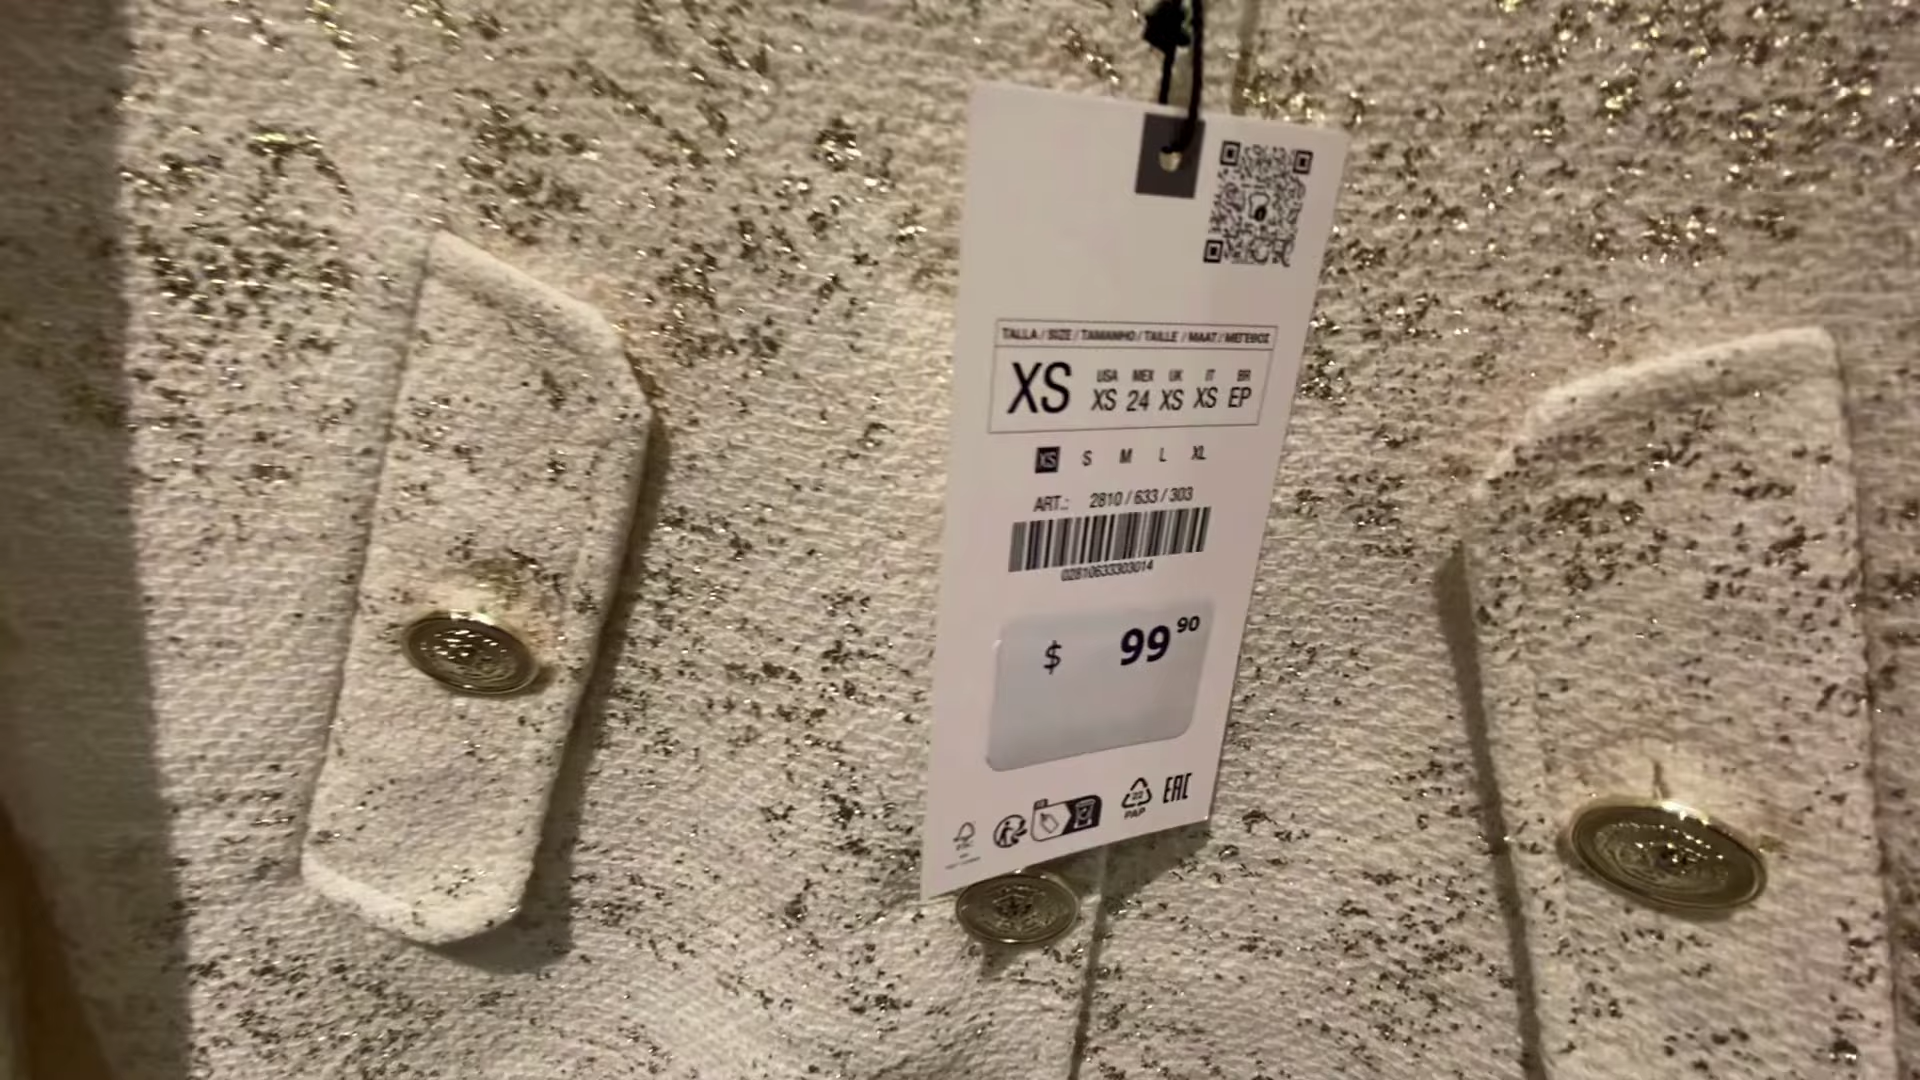 TALLA / SIZE / TAMANHO / TAILLE / MAAT / ΜΕΓΕΘΟΣ
XS
USA MEX UK IT BR
XS 24 XS XS EP
XS S M L XL
ART.: 2810 / 633 / 303
02810633303014
$ 99 90
22
PAP
EAC